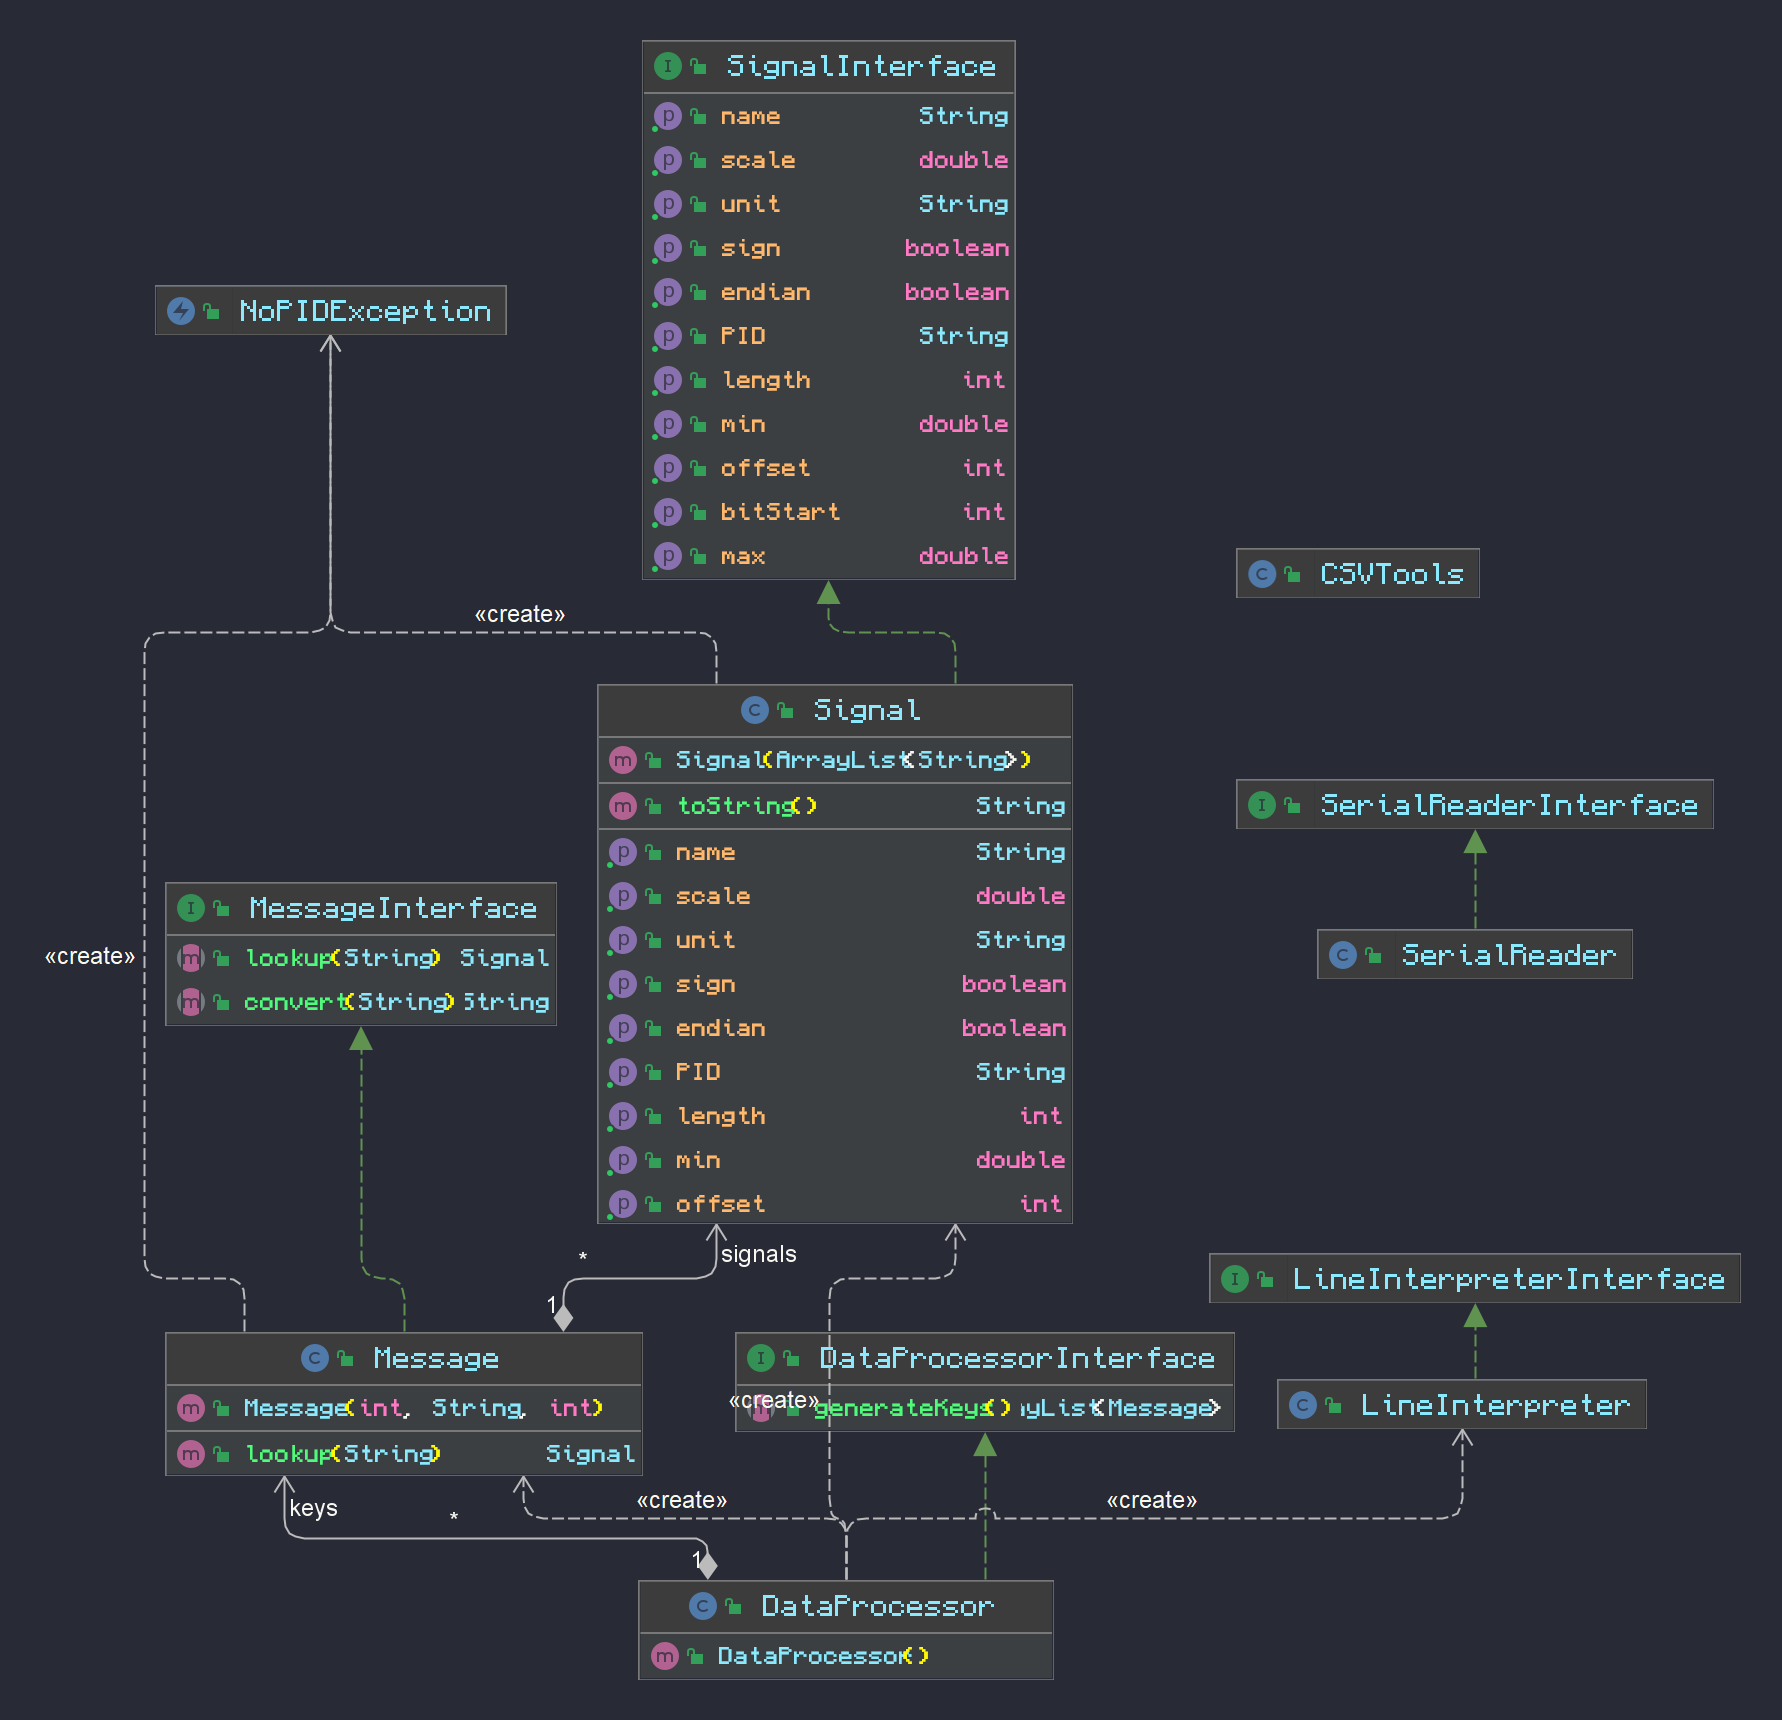 SignalInterface
name String
scale double
unit String
sign boolean
endian boolean
PID String
length int
min double
offset int
bitStart int
max double
NoPIDException
«create»
CSVTools
Signal
Signal(ArrayList<String>)
toString() String
name String
scale double
unit String
sign boolean
endian boolean
PID String
length int
min double
offset int
SerialReaderInterface
SerialReader
MessageInterface
lookup(String) Signal
convert(String) String
«create»
* signals
1
LineInterpreterInterface
LineInterpreter
Message
Message(int, String, int)
lookup(String) Signal
DataProcessorInterface
«create»
generateKeys() ayList<Message>
keys * «create» «create»
1
DataProcessor
DataProcessor()